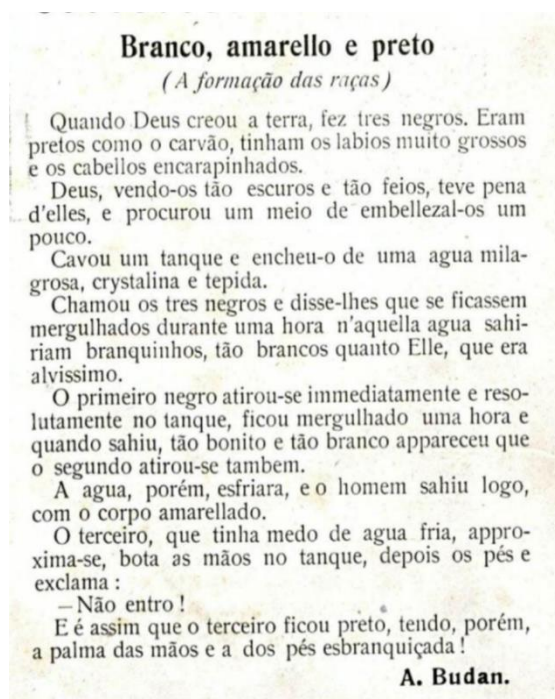 Branco, amarello e preto
(A formação das raças)
Quando Deus creou a terra, fez tres negros. Eram
pretos como o carvão, tinham os labios muito grossos
e os cabellos encarapinhados.
Deus, vendo-os tão escuros e tão feios, teve pena
d'elles, e procurou um meio de embellezal-os um
pouco.
Cavou um tanque e encheu-o de uma agua mila-
grosa, crystalina e tepida.
Chamou os tres negros e disse-lhes que se ficassem
mergulhados durante uma hora n'aquella agua sahi-
riam branquinhos, tão brancos quanto Elle, que era
alvissimo.
O primeiro negro atirou-se immediatamente e reso-
lutamente no tanque, ficou mergulhado uma hora e
quando sahiu, tão bonito e tão branco appareceu que
o segundo atirou-se tambem.
A agua, porém, esfriara, e o homem sahiu logo,
com o corpo amarellado.
O terceiro, que tinha medo de agua fria, appro-
xima-se, bota as mãos no tanque, depois os pés e
exclama :
—Não entro !
E é assim que o terceiro ficou preto, tendo, porém,
a palma das mãos e a dos pés esbranquiçada !
A. Budan.